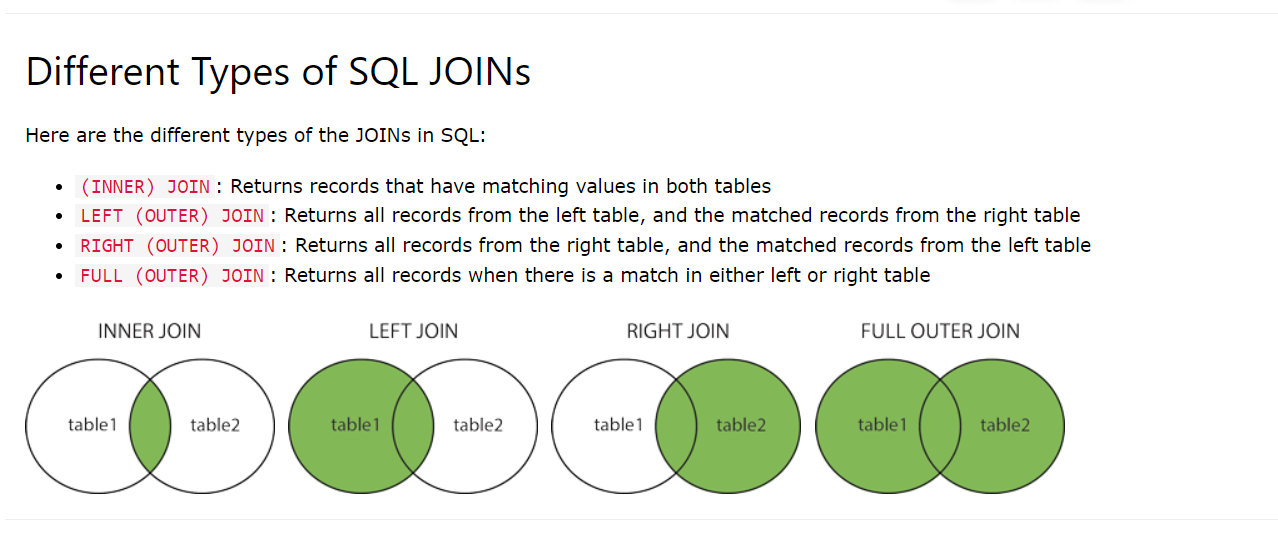 Different Types of SQL JOINs
Here are the different types of the JOINs in SQL:
(INNER) JOIN: Returns records that have matching values in both tables
LEFT (OUTER) JOIN: Returns all records from the left table, and the matched records from the right table
RIGHT (OUTER) JOIN: Returns all records from the right table, and the matched records from the left table
FULL (OUTER) JOIN: Returns all records when there is a match in either left or right table
INNER JOIN
table1
table2
LEFT JOIN
table1
table2
RIGHT JOIN
table1
table2
FULL OUTER JOIN
table1
table2